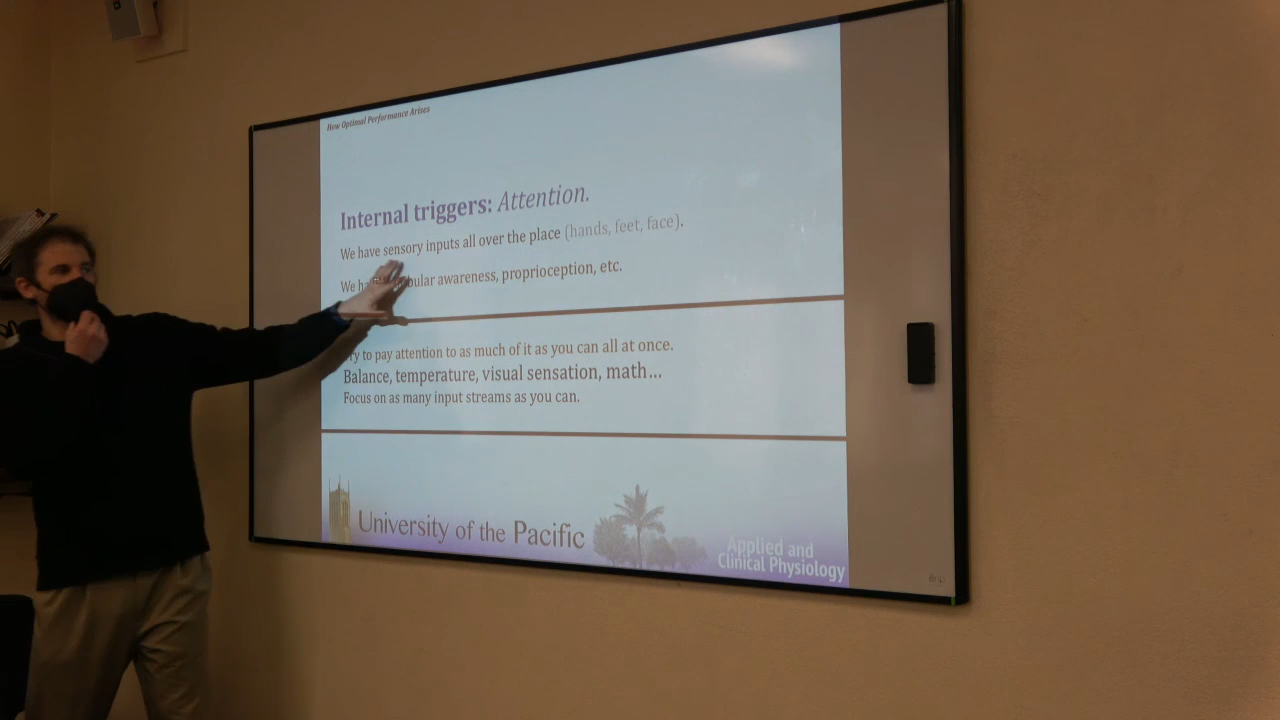 How Optimal Performance Arises
Internal triggers: Attention.
We have sensory inputs all over the place (hands, feet, face).
We awareness, proprioception, etc.
to pay attention to as much of it as you can all at once.
Balance, temperature, visual sensation, math...
Focus on as many input streams as you can.
University of the Pacific
Applied and
Clinical Physiology